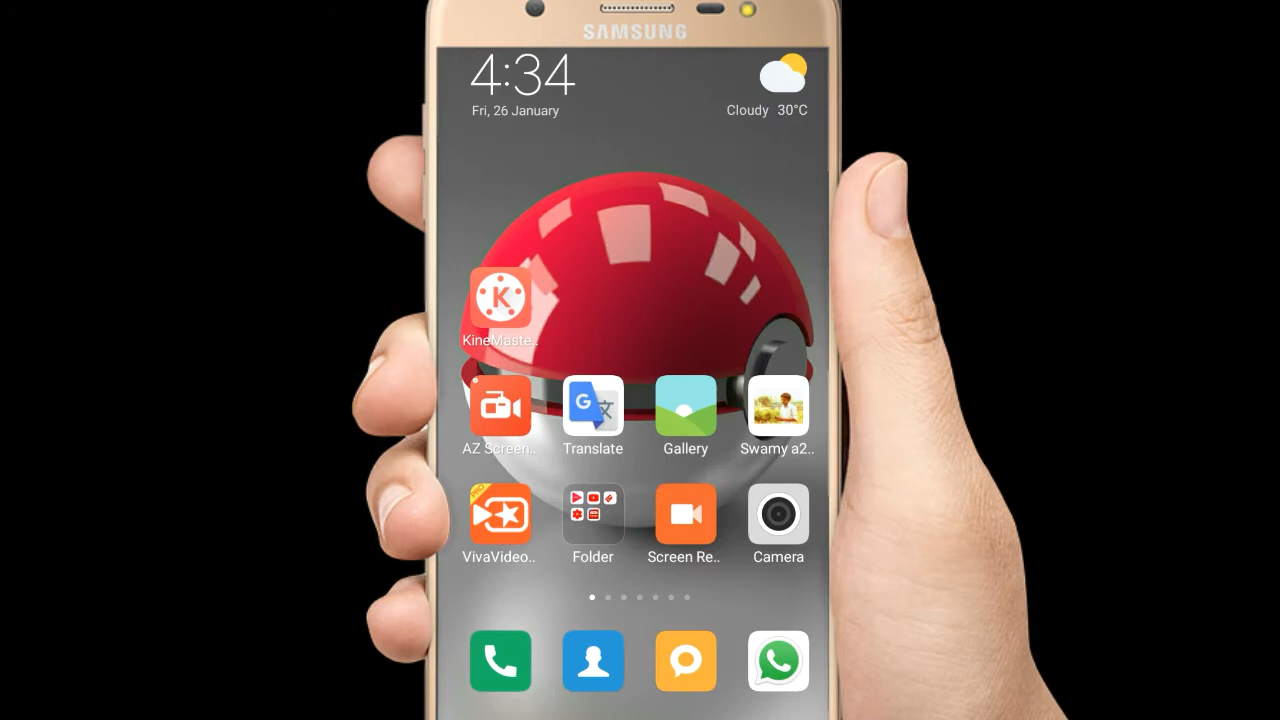 SAMSUNG
4:34
Fri, 26 January
Cloudy 30°C
KineMaste..
AZ Screen..
Translate
Gallery
Swamy a2..
PRO
VivaVideo..
Folder
Screen Re..
Camera